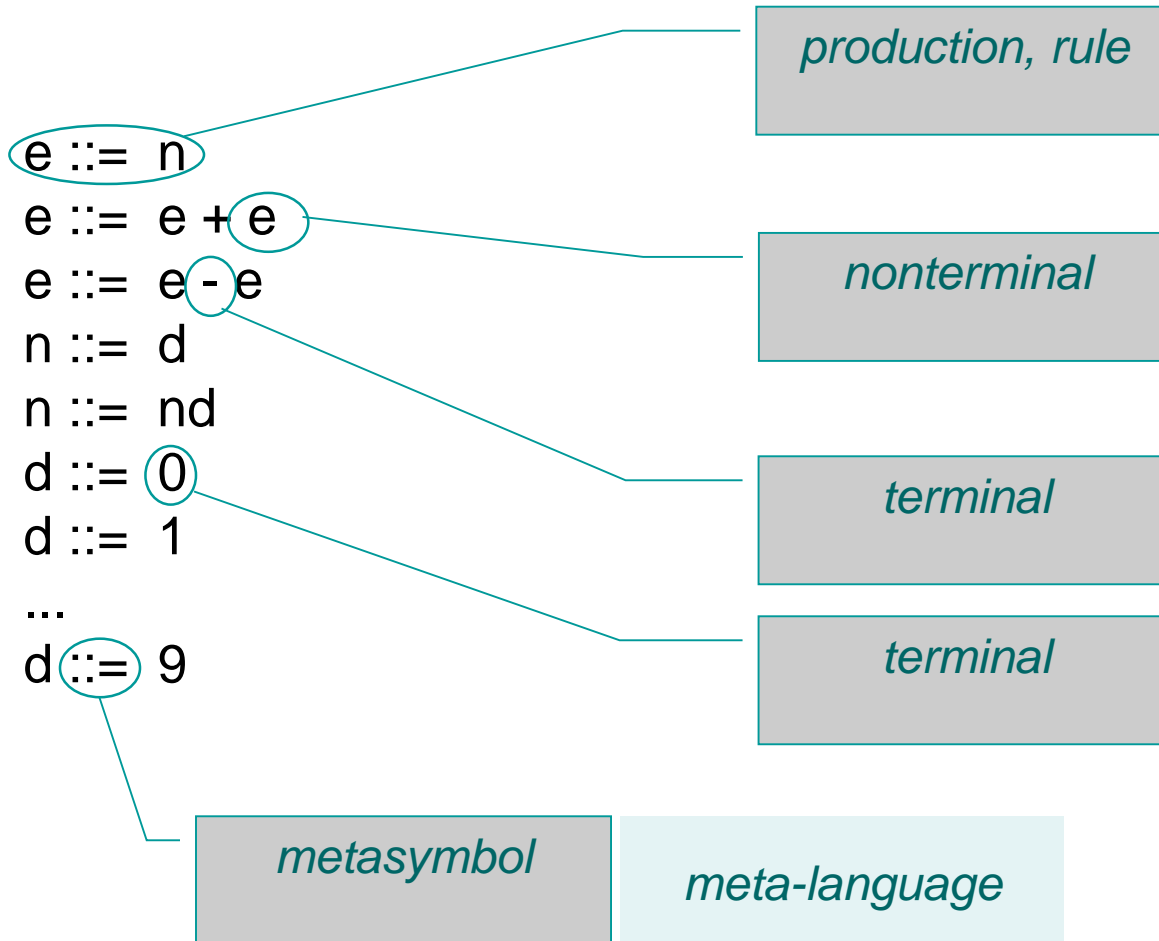 production, rule
e ::= n
e ::= e + e
e ::= e - e
nonterminal
n ::= d
n ::= nd
d ::= 0
terminal
d ::= 1
...
d ::= 9
terminal
metasymbol
meta-language